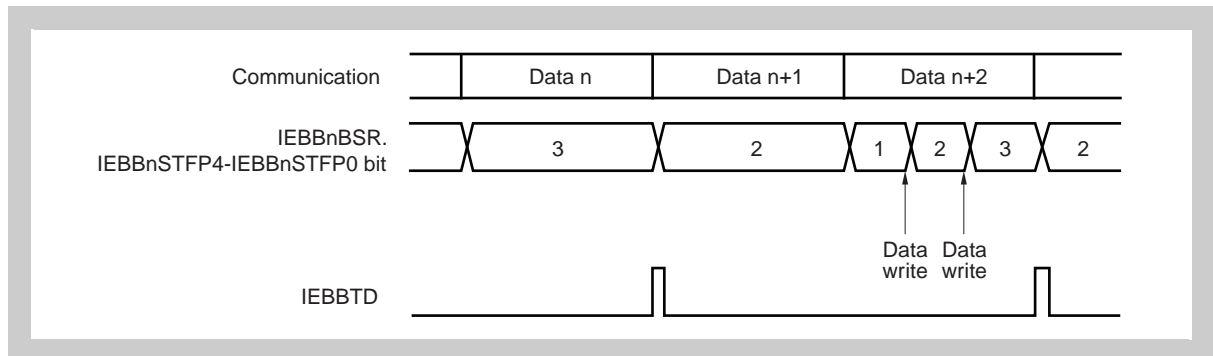 Communication Data n Data n+1 Data n+2
IEBBnBSR.
IEBBnSTFP4-IEBBnSTFP0 bit 3 2 1 2 3 2
Data Data
write write
IEBBTD